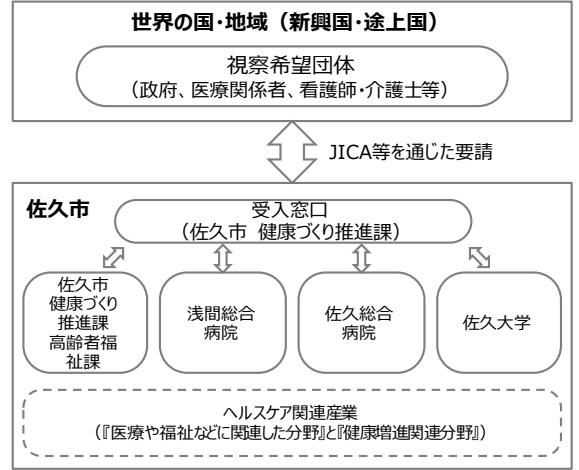 世界の国･地域（新興国･途上国）
視察希望団体
（政府、医療関係者、看護師･介護士等）
JICA等を通じた要請
佐久市
受入窓口
（佐久市 健康づくり推進課）
佐久市
健康づくり
推進課
高齢者福
祉課
浅間総合
病院
佐久総合
病院
佐久大学
ヘルスケア関連産業
（『医療や福祉などに関連した分野』と『健康増進関連分野』）